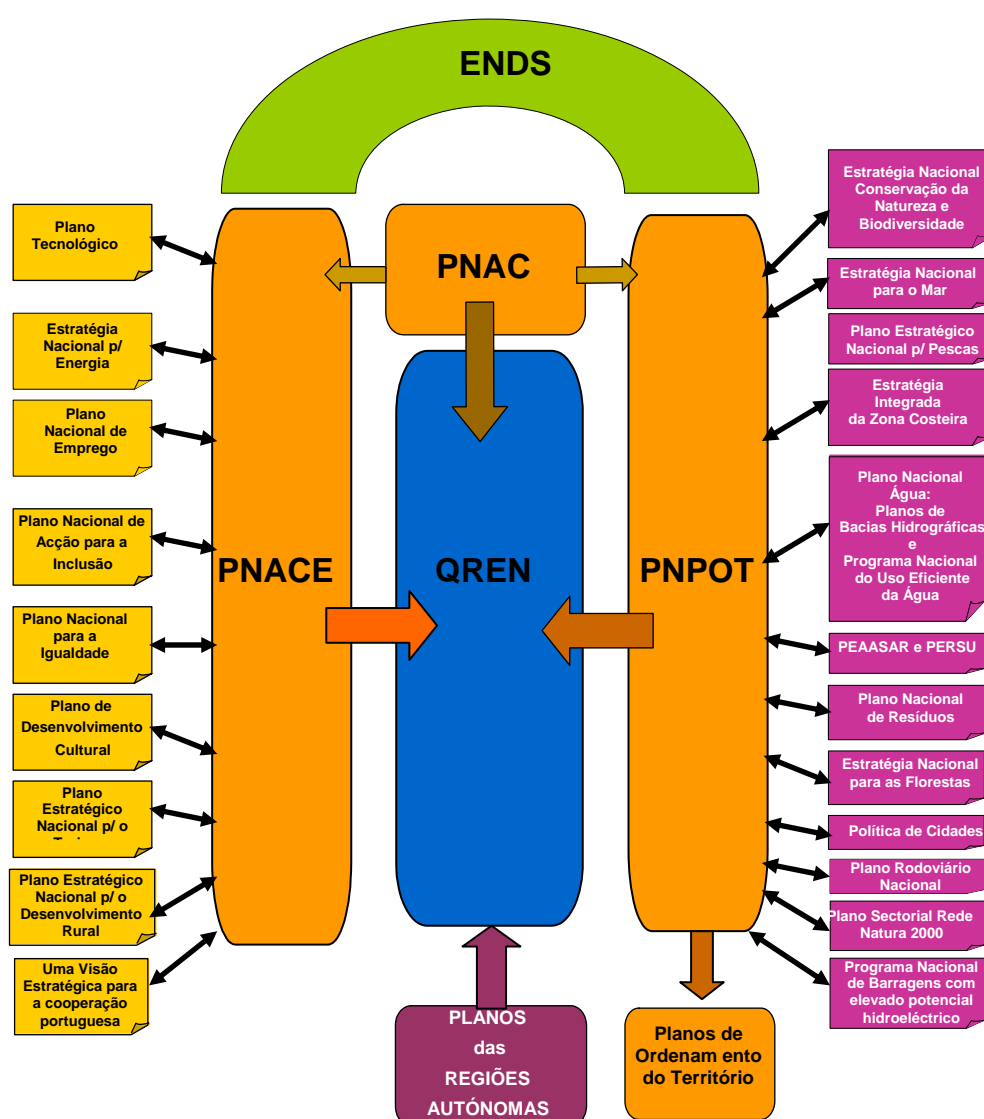 ENDS
PNAC
PNACE
QREN
PNPOT
Plano
Tecnológico
Estratégia
Nacional p/
Energia
Plano
Nacional de
Emprego
Plano Nacional de
Acção para a
Inclusão
Plano Nacional
para a
Igualdade
Plano de
Desenvolvimento
Cultural
Plano
Estratégico
Nacional p/ o
Plano Estratégico
Nacional p/ o
Desenvolvimento
Rural
Uma Visão
Estratégica para
a cooperação
portuguesa
Estratégia Nacional
Conservação da
Natureza e
Biodiversidade
Estratégia Nacional
para o Mar
Plano Estratégico
Nacional p/ Pescas
Estratégia
Integrada
da Zona Costeira
Plano Nacional
Água:
Planos de
Bacias Hidrográficas
e
Programa Nacional
do Uso Eficiente
da Água
PEAASAR e PERSU
Plano Nacional
de Resíduos
Estratégia Nacional
para as Florestas
Política de Cidades
Plano Rodoviário
Nacional
Plano Sectorial Rede
Natura 2000
Programa Nacional
de Barragens com
elevado potencial
hidroeléctrico
PLANOS
das
REGIÕES
AUTÓNOMAS
Planos de
Ordenam ento
do Território